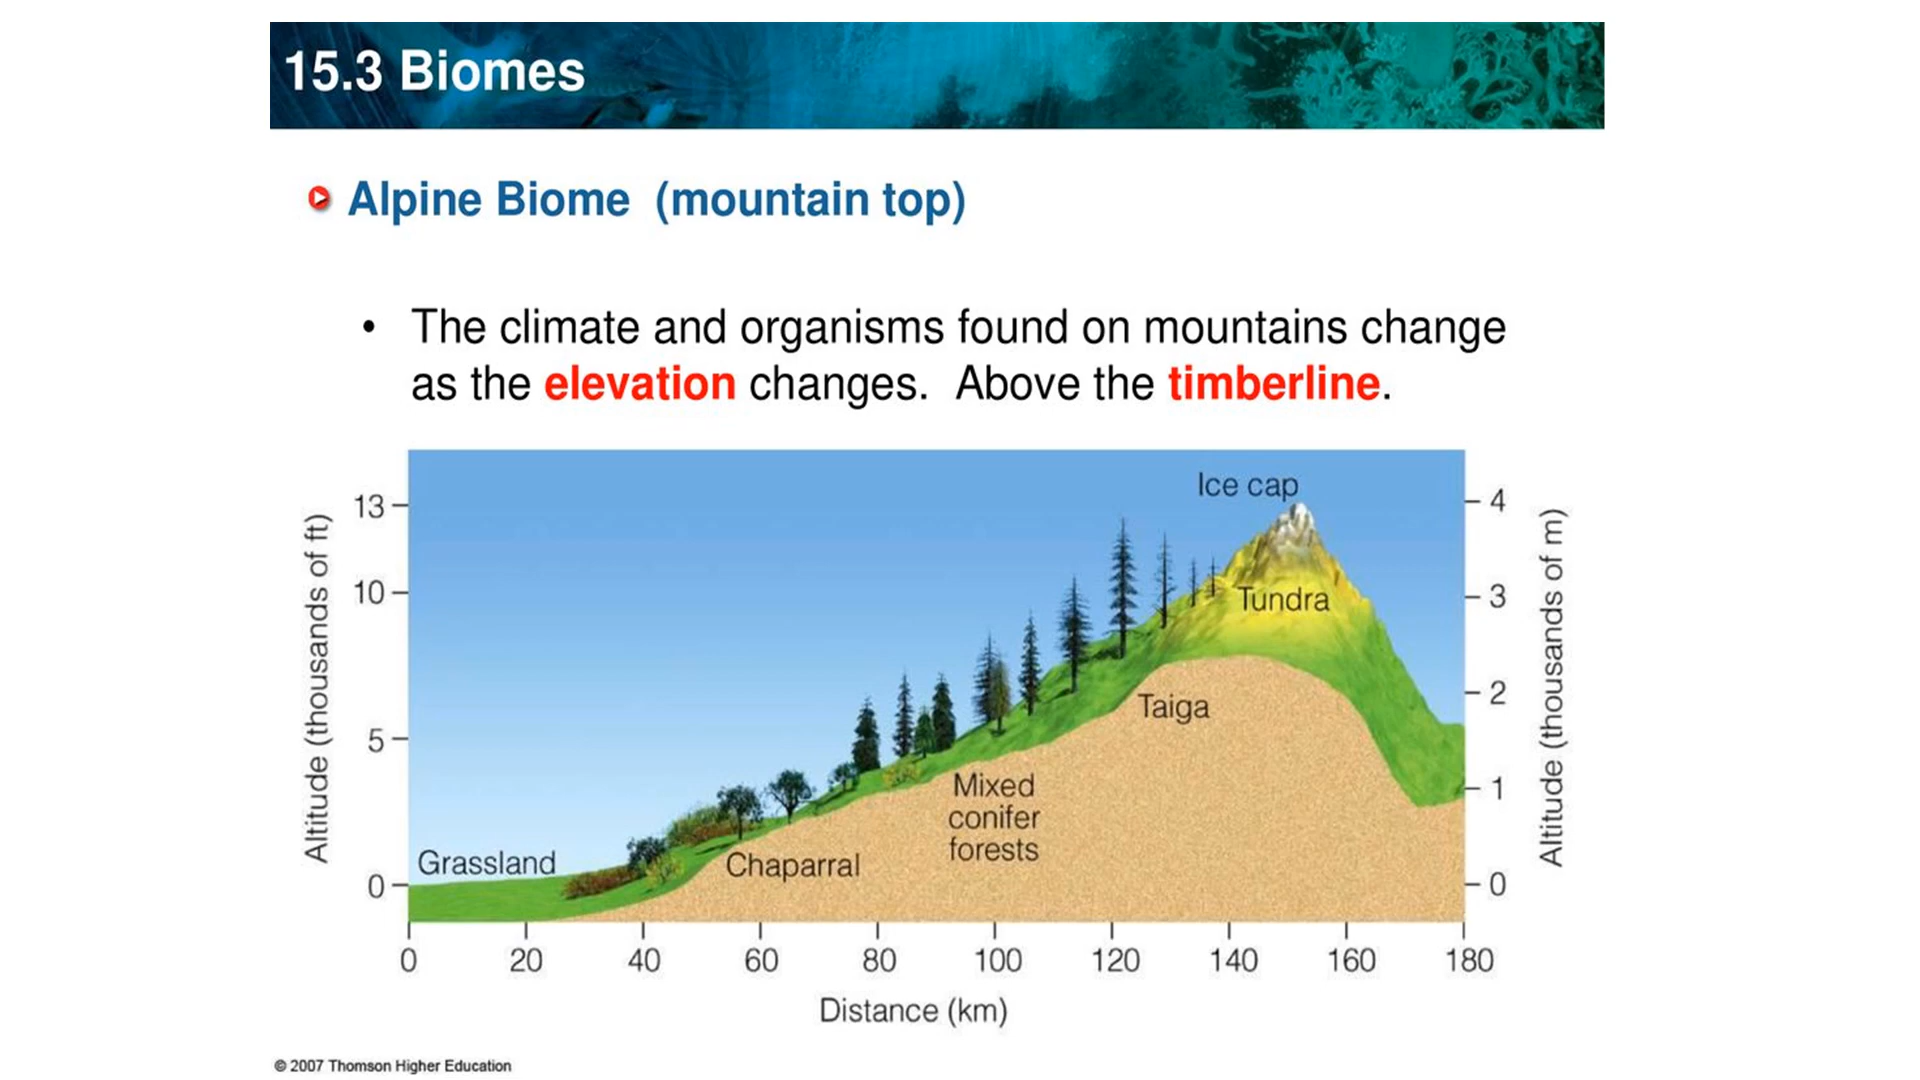 15.3 Biomes
Alpine Biome (mountain top)
• The climate and organisms found on mountains change
as the elevation changes. Above the timberline.
Ice cap
13
4
Altitude (thousands of ft)
Altitude (thousands of m)
10
3
Tundra
2
Taiga
5
Mixed
conifer
forests
1
Grassland
Chaparral
0
0
0 20 40 60 80 100 120 140 160 180
Distance (km)
© 2007 Thomson Higher Education